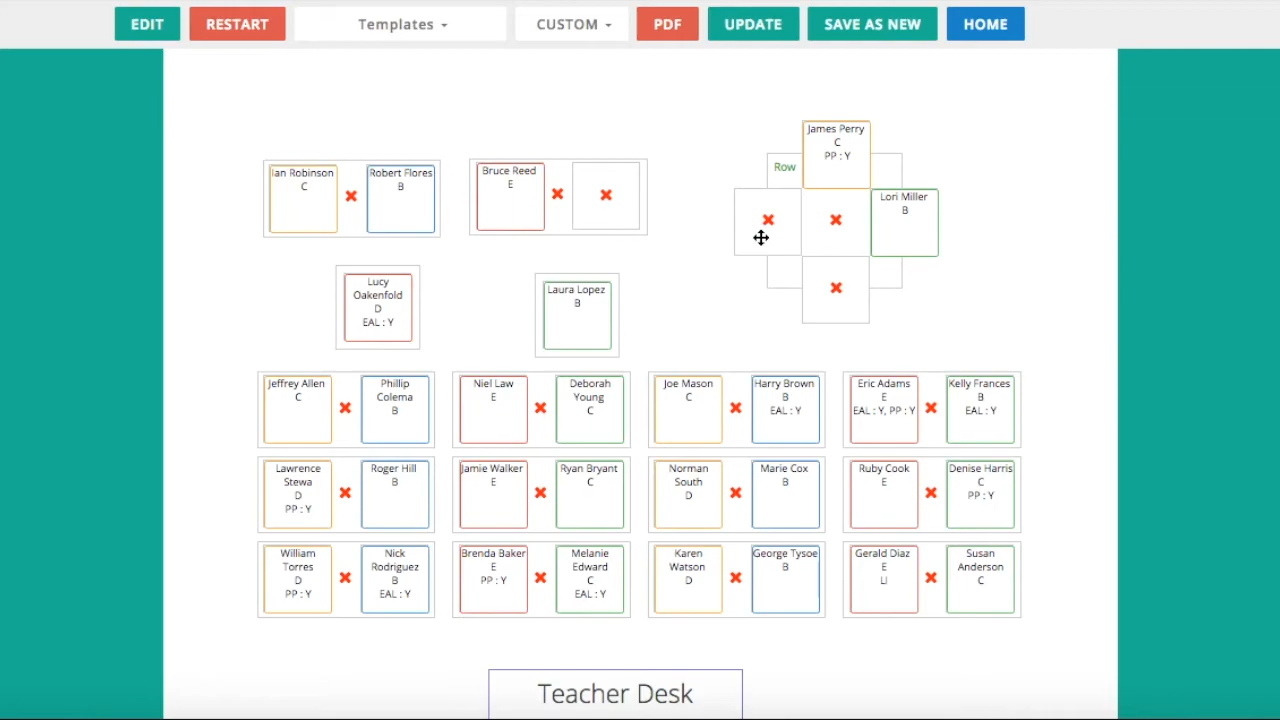 EDIT RESTART Templates CUSTOM PDF UPDATE SAVE AS NEW HOME
James Perry
C
PP : Y
Row
Ian Robinson
C
Robert Flores
B
Bruce Reed
E
Lori Miller
B
Lucy
Oakenfold
D
EAL : Y
Laura Lopez
B
Jeffrey Allen
C
Phillip
Colema
B
Niel Law
E
Deborah
Young
C
Joe Mason
C
Harry Brown
B
EAL : Y
Eric Adams
E
EAL : Y, PP : Y
Kelly Frances
B
EAL : Y
Lawrence
Stewa
D
PP : Y
Roger Hill
B
Jamie Walker
E
Ryan Bryant
C
Norman
South
D
Marie Cox
B
Ruby Cook
E
Denise Harris
C
PP : Y
William
Torres
D
PP : Y
Nick
Rodriguez
B
EAL : Y
Brenda Baker
E
PP : Y
Melanie
Edward
C
EAL : Y
Karen
Watson
D
George Tysoe
B
Gerald Diaz
E
Susan
Anderson
C
Teacher Desk